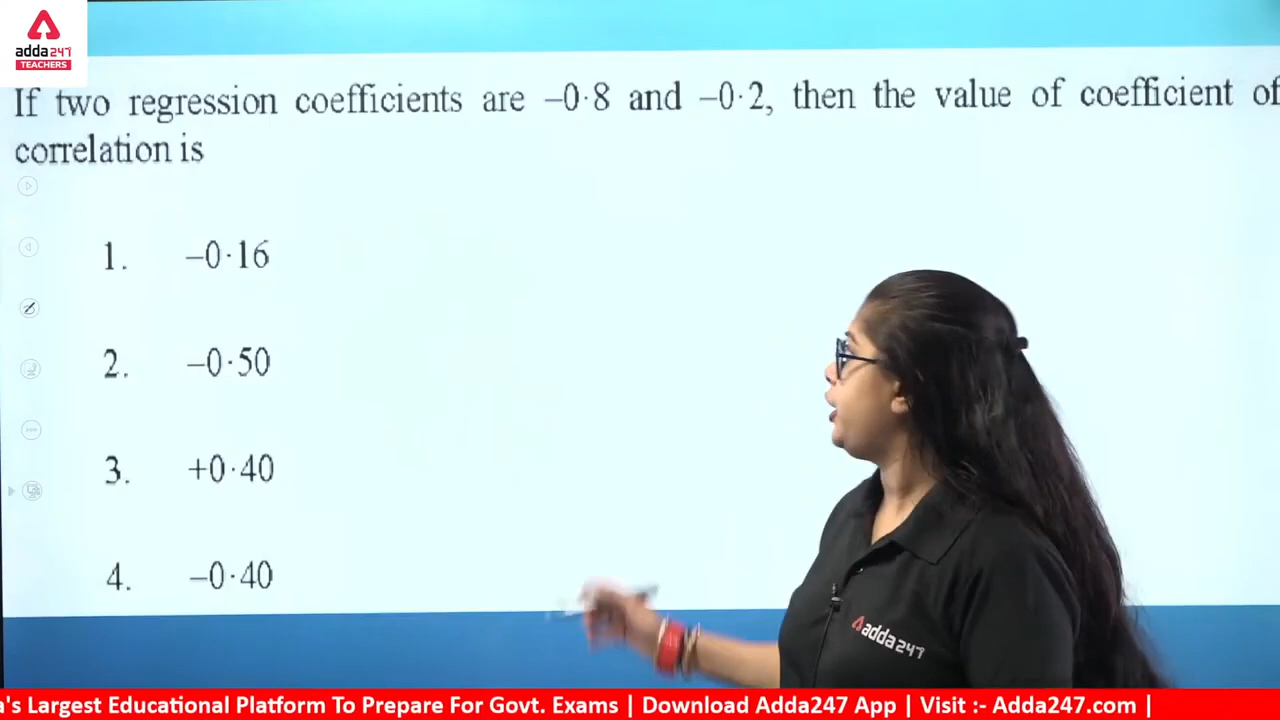 adda247
TEACHERS
If two regression coefficients are –0·8 and –0·2, then the value of coefficient of
correlation is
1. –0·16
2. –0·50
3. +0·40
4. –0·40
adda247
a's Largest Educational Platform To Prepare For Govt. Exams | Download Adda247 App | Visit :- Adda247.com |